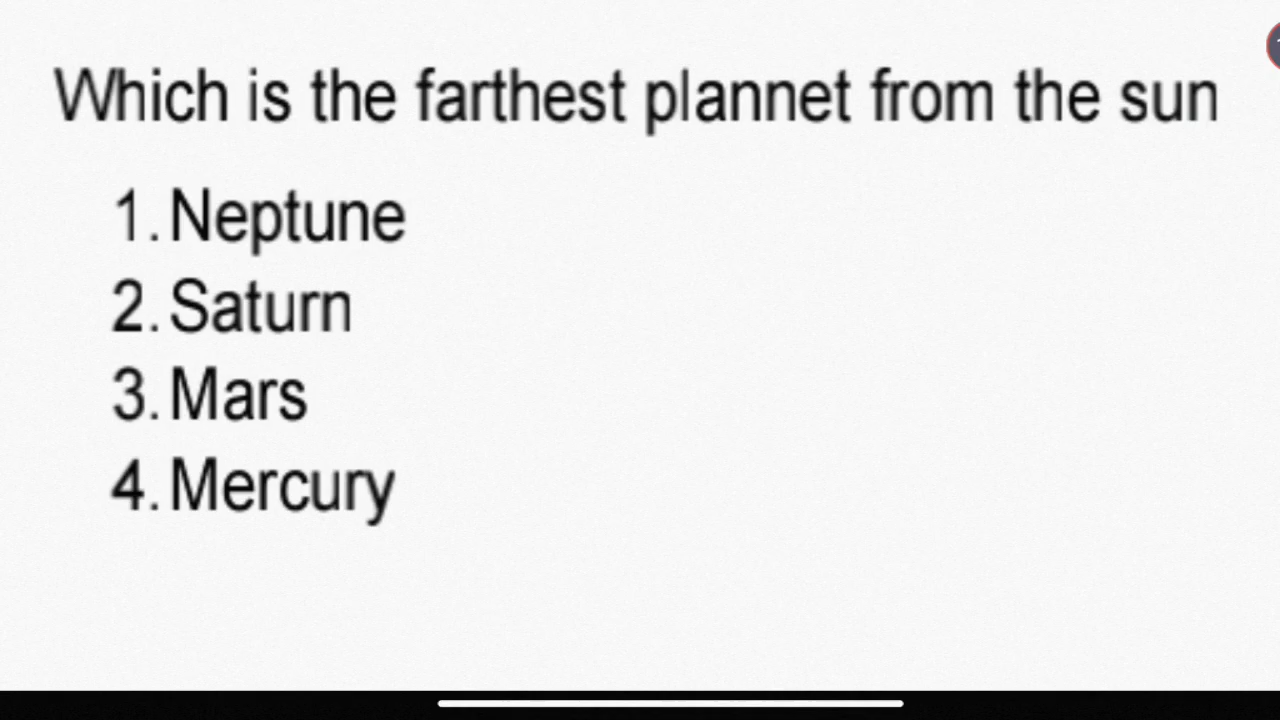 Which is the farthest plannet from the sun
1. Neptune
2. Saturn
3. Mars
4. Mercury